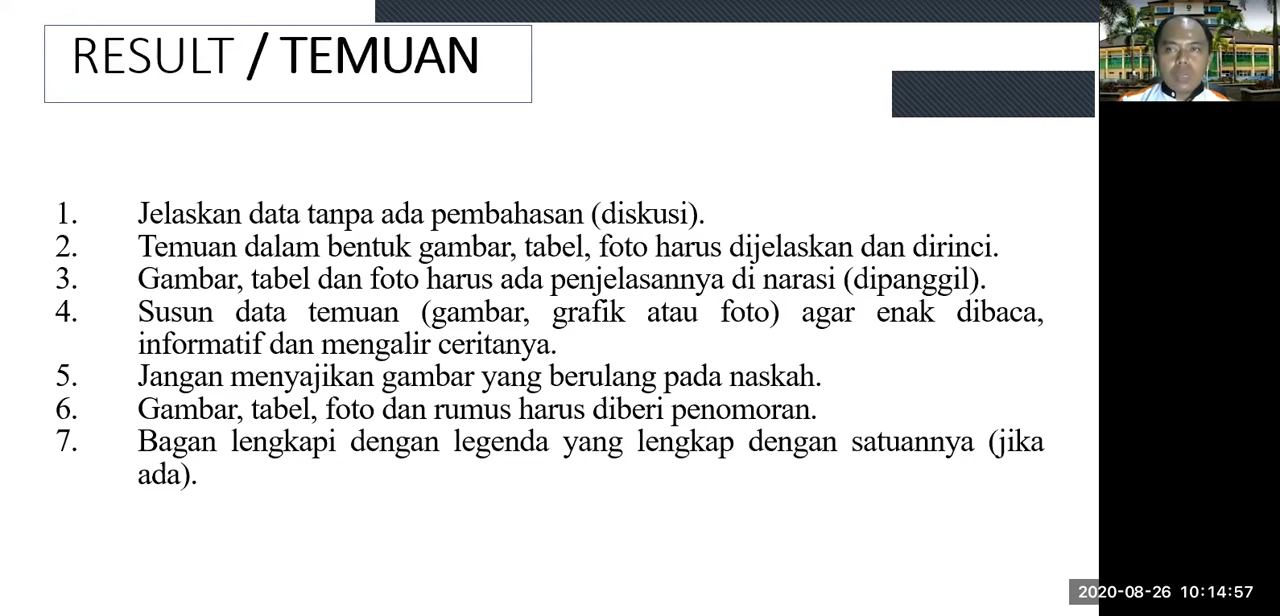 RESULT / TEMUAN
1. Jelaskan data tanpa ada pembahasan (diskusi).
2. Temuan dalam bentuk gambar, tabel, foto harus dijelaskan dan dirinci.
3. Gambar, tabel dan foto harus ada penjelasannya di narasi (dipanggil).
4. Susun data temuan (gambar, grafik atau foto) agar enak dibaca,
informatif dan mengalir ceritanya.
5. Jangan menyajikan gambar yang berulang pada naskah.
6. Gambar, tabel, foto dan rumus harus diberi penomoran.
7. Bagan lengkapi dengan legenda yang lengkap dengan satuannya (jika
ada).
2020-08-26 10:14:57